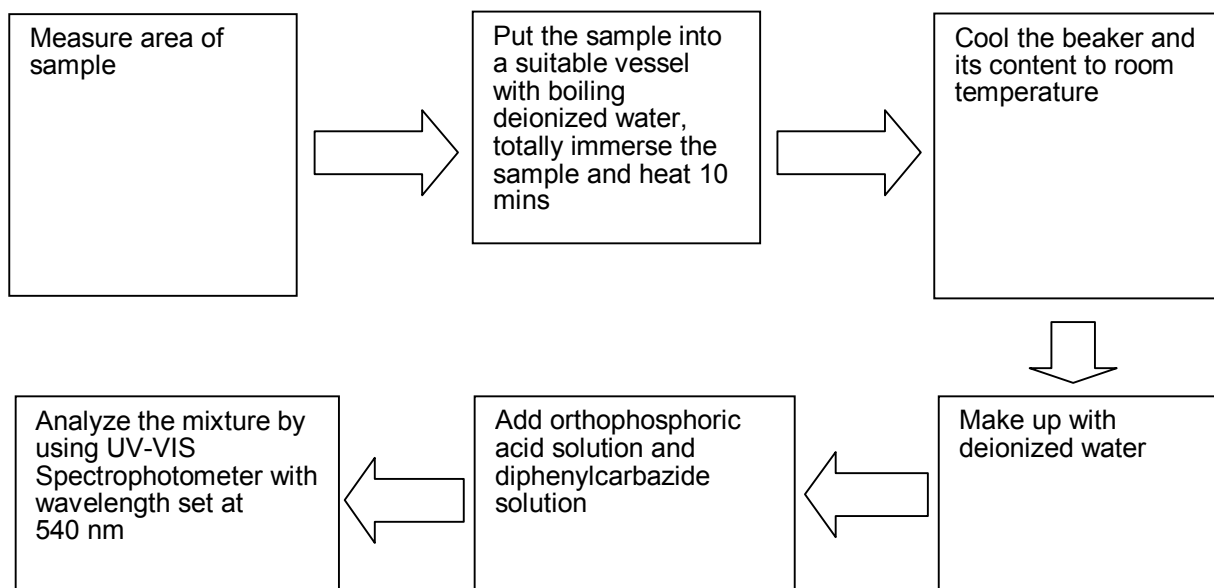 Measure area of
sample
Put the sample into
a suitable vessel
with boiling
deionized water,
totally immerse the
sample and heat 10
mins
Cool the beaker and
its content to room
temperature
Make up with
deionized water
Add orthophosphoric
acid solution and
diphenylcarbazide
solution
Analyze the mixture by
using UV-VIS
Spectrophotometer with
wavelength set at
540 nm